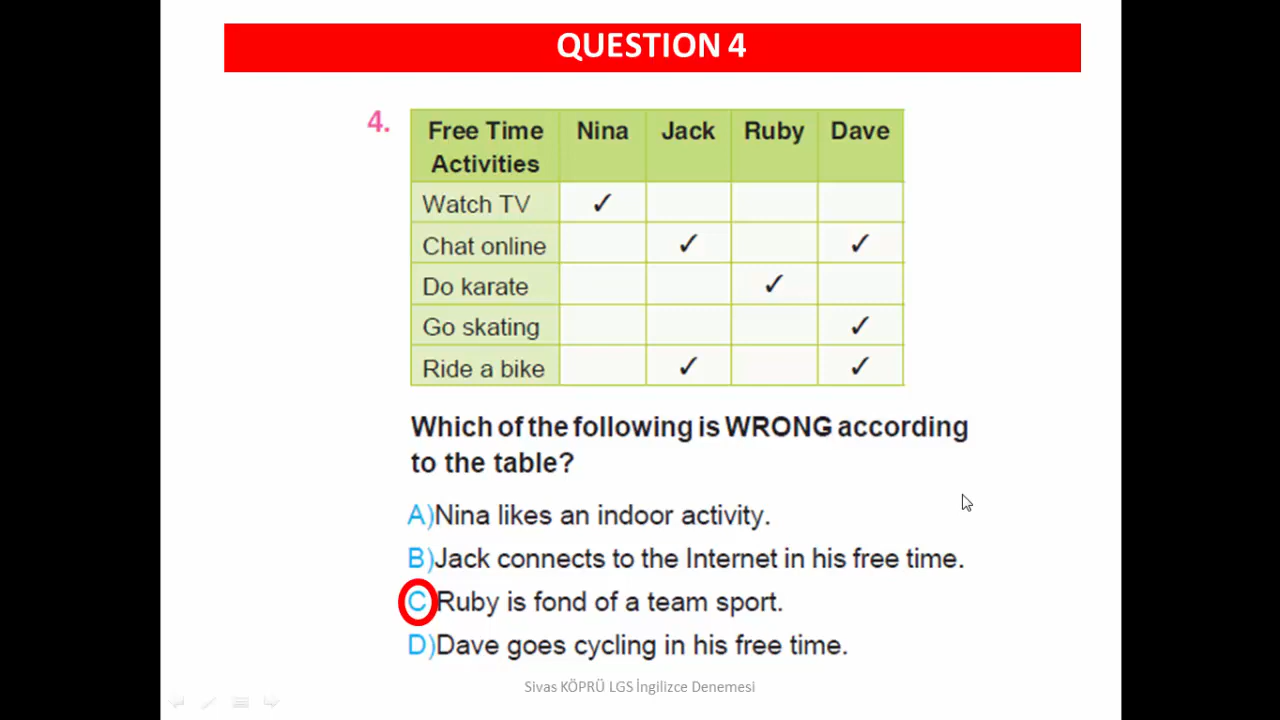 QUESTION 4
4.
Free Time Activities Nina Jack Ruby Dave
Watch TV ✓
Chat online ✓ ✓
Do karate ✓
Go skating ✓
Ride a bike ✓ ✓
Which of the following is WRONG according
to the table?
A)Nina likes an indoor activity.
B)Jack connects to the Internet in his free time.
C Ruby is fond of a team sport.
D)Dave goes cycling in his free time.
Sivas KÖPRÜ LGS İngilizce Denemesi